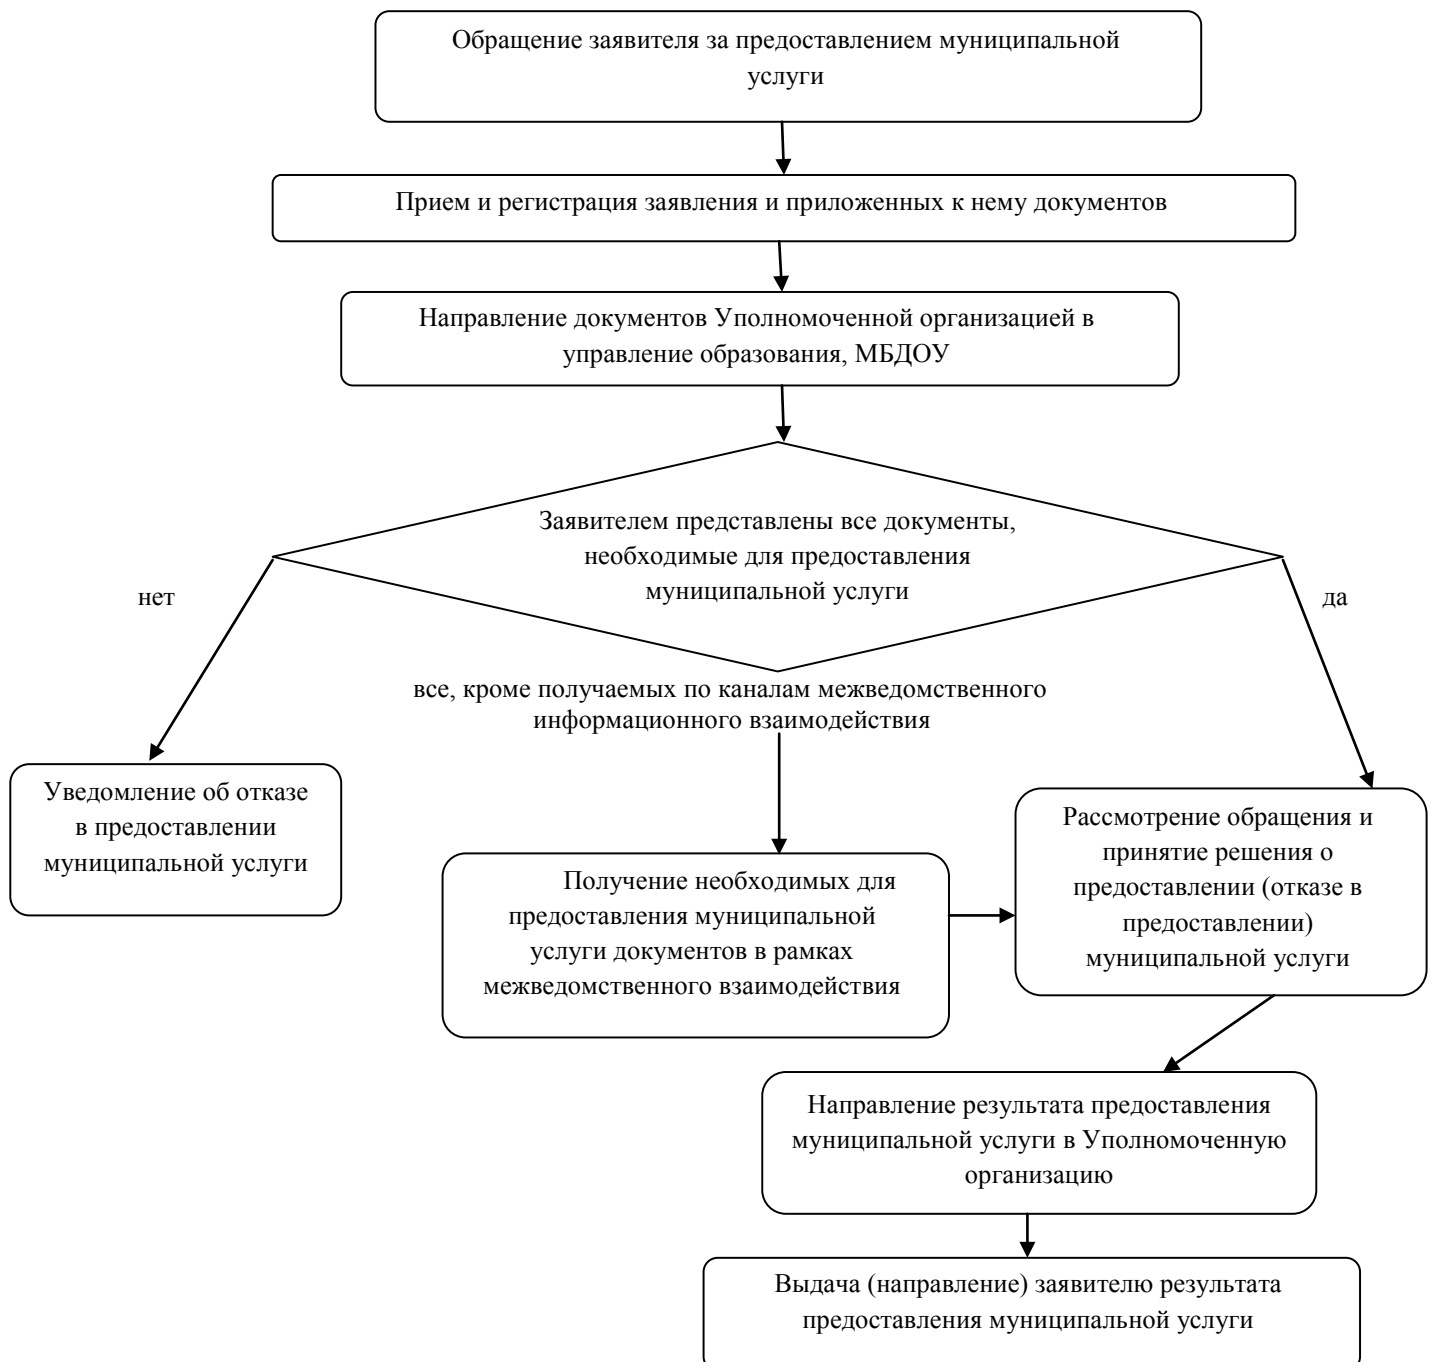 Обращение заявителя за предоставлением муниципальной
услуги
Прием и регистрация заявления и приложенных к нему документов
Направление документов Уполномоченной организацией в
управление образования, МБДОУ
Заявителем представлены все документы,
необходимые для предоставления
муниципальной услуги
нет
да
все, кроме получаемых по каналам межведомственного
информационного взаимодействия
Уведомление об отказе
в предоставлении
муниципальной услуги
Получение необходимых для
предоставления муниципальной
услуги документов в рамках
межведомственного взаимодействия
Рассмотрение обращения и
принятие решения о
предоставлении (отказе в
предоставлении)
муниципальной услуги
Направление результата предоставления
муниципальной услуги в Уполномоченную
организацию
Выдача (направление) заявителю результата
предоставления муниципальной услуги